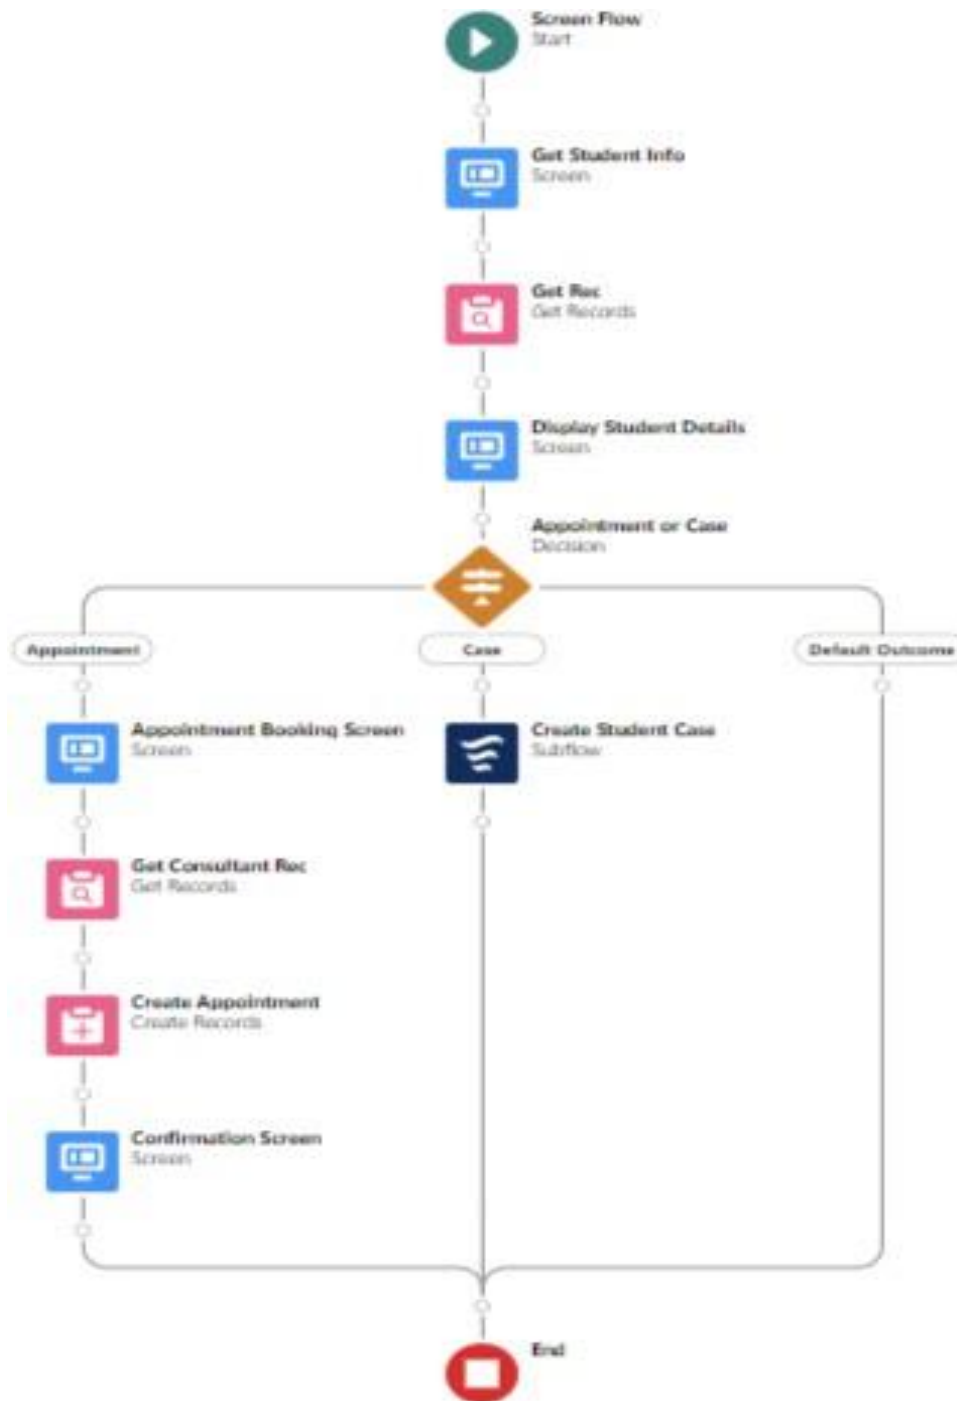 Screen Flow
Start
Get Student Info
Screen
Get Rec
Get Records
Display Student Details
Screen
Appointment or Case
Decision
Appointment
Case
Default Outcome
Appointment Booking Screen
Screen
Create Student Case
Subflow
Get Consultant Rec
Get Records
Create Appointment
Create Records
Confirmation Screen
Screen
End